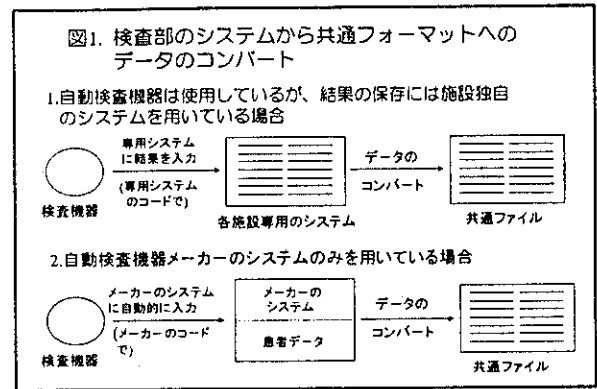 図1. 検査部のシステムから共通フォーマットへの
データのコンバート
1.自動検査機器は使用しているが、結果の保存には施設独自
のシステムを用いている場合
検査機器
専用システム
に結果を入力
(専用システム
のコードで)
各施設専用のシステム
データの
コンバート
共通ファイル
2.自動検査機器メーカーのシステムのみを用いている場合
検査機器
メーカーのシステム
に自動的に入力
(メーカーのコード
で)
メーカーの
システム
患者データ
データの
コンバート
共通ファイル